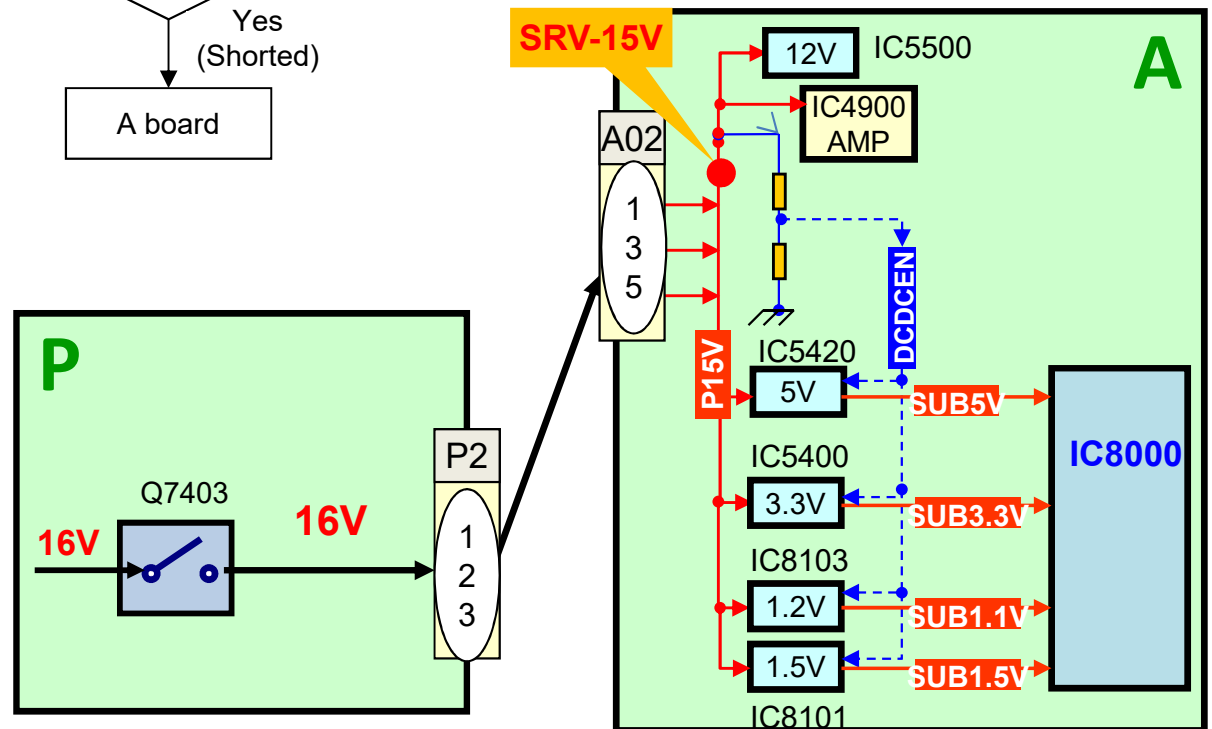 Yes
(Shorted)
A board
SRV-15V
A
12V
IC5500
IC4900
AMP
A02
1
3
5
DCDCEN
P15V
IC5420
5V
SUB5V
IC5400
3.3V
SUB3.3V
IC8103
1.2V
SUB1.1V
1.5V
SUB1.5V
IC8101
IC8000
P
Q7403
16V
16V
P2
1
2
3